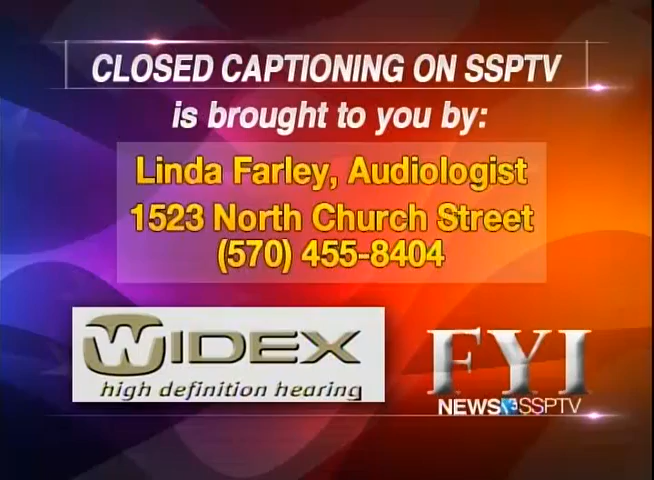 CLOSED CAPTIONING ON SSPTV
is brought to you by:
Linda Farley, Audiologist
1523 North Church Street
(570) 455-8404
WIDEX
high definition hearing
FYI
NEWS 13 SSPTV